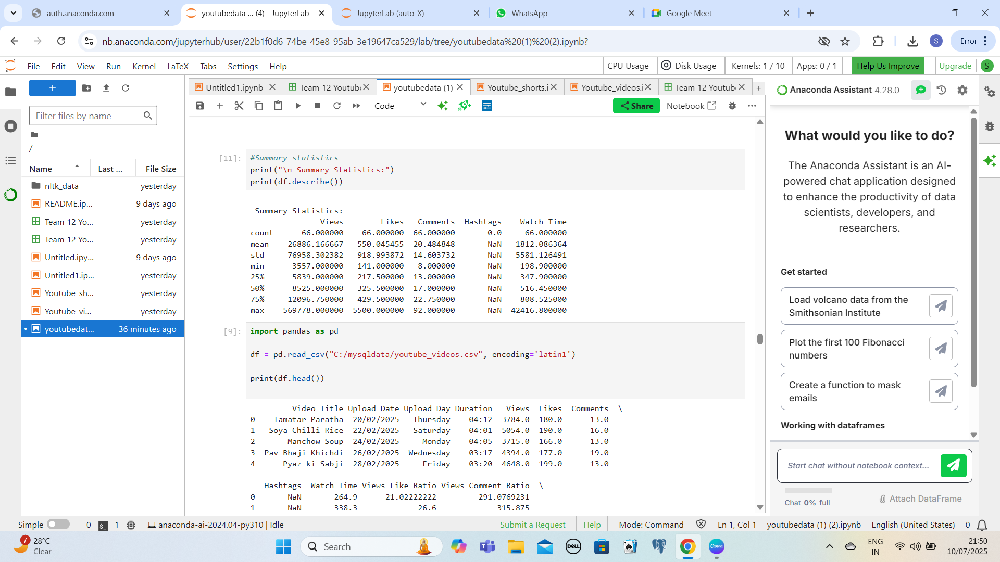 auth.anaconda.com
youtubedata ... (4) - JupyterLab
JupyterLab (auto-X)
WhatsApp
Google Meet
nb.anaconda.com/jupyterhub/user/22b1f0d6-74be-45e8-95ab-3e19647ca529/lab/tree/youtubedata%20(1)%20(2).ipynb?
S
Error
File Edit View Run Kernel LaTeX Tabs Settings Help
CPU Usage
Disk Usage
Kernels: 1 / 10
Apps: 0 / 1
Help Us Improve
Upgrade
S
Filter files by name
/
Name Last ... File Size
nltk_data yesterday
README.ip... 9 days ago
Team 12 Yo... yesterday
Team 12 Yo... yesterday
Untitled.ipy... 9 days ago
Untitled1.ip... yesterday
Youtube_sh... yesterday
Youtube_vi... yesterday
youtubedat... 36 minutes ago
Untitled1.ipynb
Team 12 Youtub
youtubedata (1)
Youtube_shorts.i
Youtube_videos.i
Team 12 Youtub
Code
Share
Notebook
[11]:
#Summary statistics
print("\n Summary Statistics:")
print(df.describe())
Summary Statistics:
Views Likes Comments Hashtags Watch Time
count 66.000000 66.000000 66.000000 0.0 66.000000
mean 26886.166667 550.045455 20.484848 NaN 1812.086364
std 76958.302382 918.993872 14.603732 NaN 5581.126491
min 3557.000000 141.000000 8.000000 NaN 198.900000
25% 5839.000000 217.500000 13.000000 NaN 347.900000
50% 8525.000000 325.500000 17.000000 NaN 516.450000
75% 12096.750000 429.500000 22.750000 NaN 808.525000
max 569778.000000 5500.000000 92.000000 NaN 42416.800000
[9]:
import pandas as pd
df = pd.read_csv("C:/mysqldata/youtube_videos.csv", encoding='latin1')
print(df.head())
Video Title Upload Date Upload Day Duration Views Likes Comments \
0 Tamatar Paratha 20/02/2025 Thursday 04:12 3784.0 180.0 13.0
1 Soya Chilli Rice 22/02/2025 Saturday 04:01 5054.0 190.0 16.0
2 Manchow Soup 24/02/2025 Monday 04:05 3715.0 166.0 13.0
3 Pav Bhaji Khichdi 26/02/2025 Wednesday 03:17 4394.0 177.0 19.0
4 Pyaz ki Sabji 28/02/2025 Friday 03:20 4648.0 199.0 13.0
Hashtags Watch Time Views Like Ratio Views Comment Ratio \
0 NaN 264.9 21.02222222 291.0769231
1 NaN 338.3 26.6 315.875
Anaconda Assistant 4.28.0
What would you like to do?
The Anaconda Assistant is an AI-
powered chat application designed
to enhance the productivity of data
scientists, developers, and
researchers.
Get started
Load volcano data from the
Smithsonian Institute
Plot the first 100 Fibonacci
numbers
Create a function to mask
emails
Working with dataframes
Start chat without notebook context...
Chat 0% full
Attach DataFrame
Simple
0
$_
1
anaconda-ai-2024.04-py310 | Idle
Submit a Request
Help
Mode: Command
Ln 1, Col 1
youtubedata (1) (2).ipynb
English (United States)
0
7
28°C
Clear
Search
DELL
Canva
ENG
IN
21:50
10/07/2025